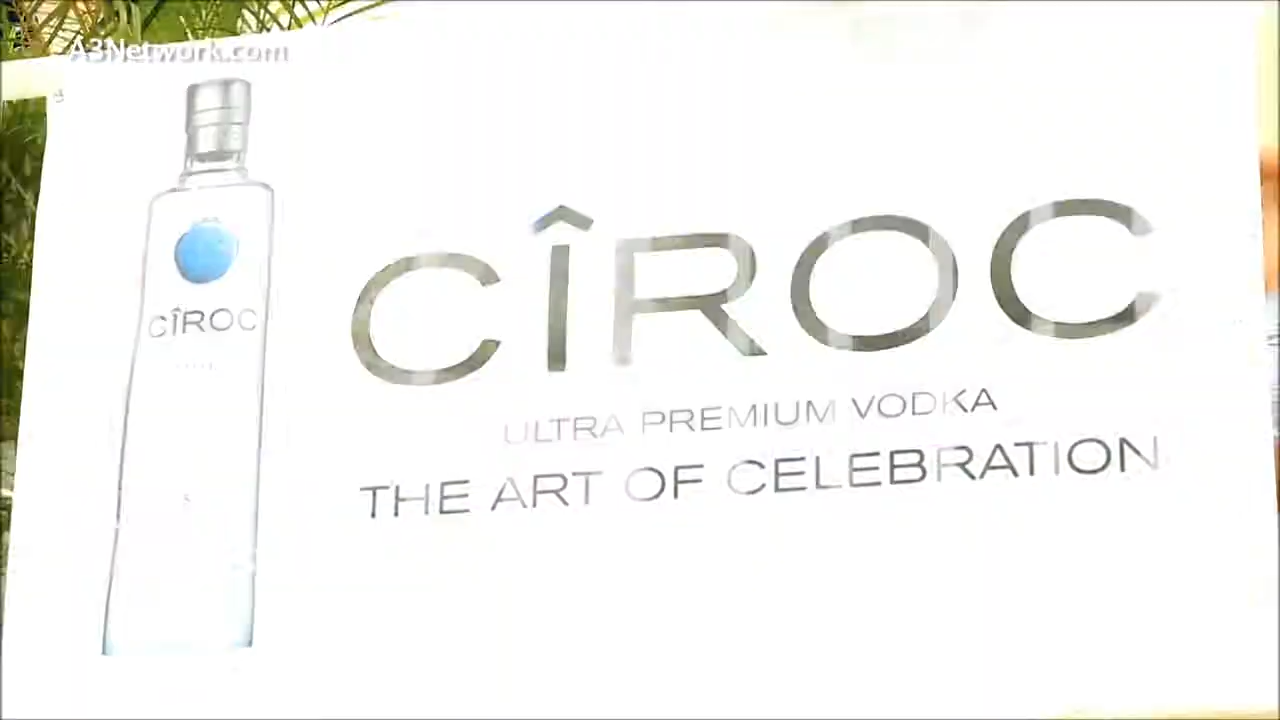 A3Network.com
CÎROC
CÎROC
ULTRA PREMIUM VODKA
THE ART OF CELEBRATION